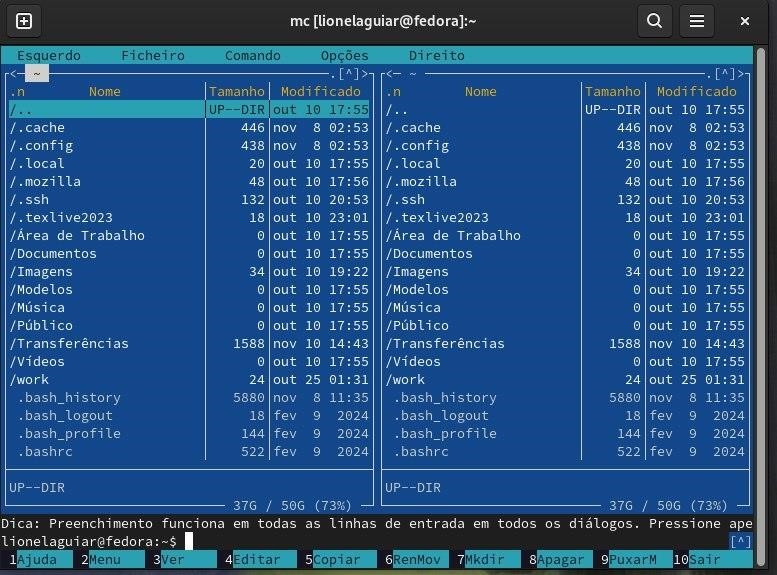 mc [lionelaguiar@fedora]:~
Esquerdo Ficheiro Comando Opções Direito
<─ ~ .[^]> <─ ~ .[^]>
.n Nome Tamanho Modificado .n Nome Tamanho Modificado
/.. UP--DIR out 10 17:55 /.. UP--DIR out 10 17:55
/.cache 446 nov 8 02:53 /.cache 446 nov 8 02:53
/.config 438 nov 8 02:53 /.config 438 nov 8 02:53
/.local 20 out 10 17:55 /.local 20 out 10 17:55
/.mozilla 48 out 10 17:56 /.mozilla 48 out 10 17:56
/.ssh 132 out 10 20:53 /.ssh 132 out 10 20:53
/.texlive2023 18 out 10 23:01 /.texlive2023 18 out 10 23:01
/Área de Trabalho 0 out 10 17:55 /Área de Trabalho 0 out 10 17:55
/Documentos 0 out 10 17:55 /Documentos 0 out 10 17:55
/Imagens 34 out 10 19:22 /Imagens 34 out 10 19:22
/Modelos 0 out 10 17:55 /Modelos 0 out 10 17:55
/Música 0 out 10 17:55 /Música 0 out 10 17:55
/Público 0 out 10 17:55 /Público 0 out 10 17:55
/Transferências 1588 nov 10 14:43 /Transferências 1588 nov 10 14:43
/Vídeos 0 out 10 17:55 /Vídeos 0 out 10 17:55
/work 24 out 25 01:31 /work 24 out 25 01:31
.bash_history 5880 nov 8 11:35 .bash_history 5880 nov 8 11:35
.bash_logout 18 fev 9 2024 .bash_logout 18 fev 9 2024
.bash_profile 144 fev 9 2024 .bash_profile 144 fev 9 2024
.bashrc 522 fev 9 2024 .bashrc 522 fev 9 2024
UP--DIR UP--DIR
37G / 50G (73%) 37G / 50G (73%)
Dica: Preenchimento funciona em todas as linhas de entrada em todos os diálogos. Pressione ape
lionelaguiar@fedora:~$ [^]
1Ajuda 2Menu 3Ver 4Editar 5Copiar 6RenMov 7Mkdir 8Apagar 9PuxarM 10Sair